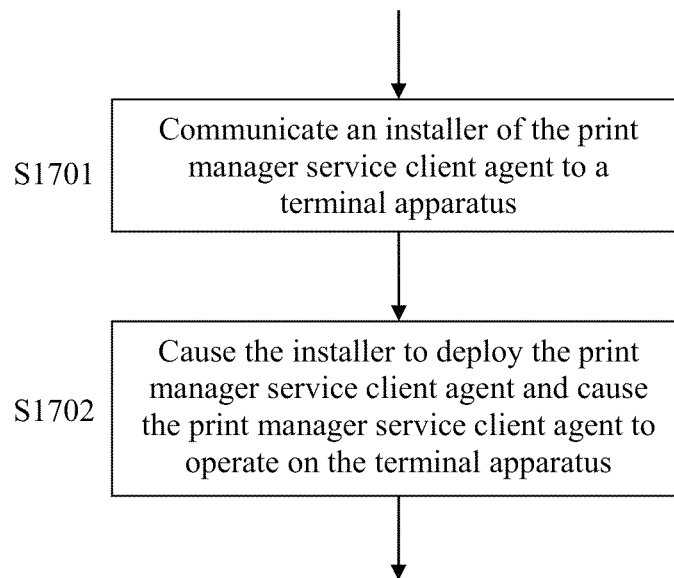 Communicate an installer of the print
S1701
manager service client agent to a
terminal apparatus
Cause the installer to deploy the print
manager service client agent and cause
S1702
the print manager service client agent to
operate on the terminal apparatus